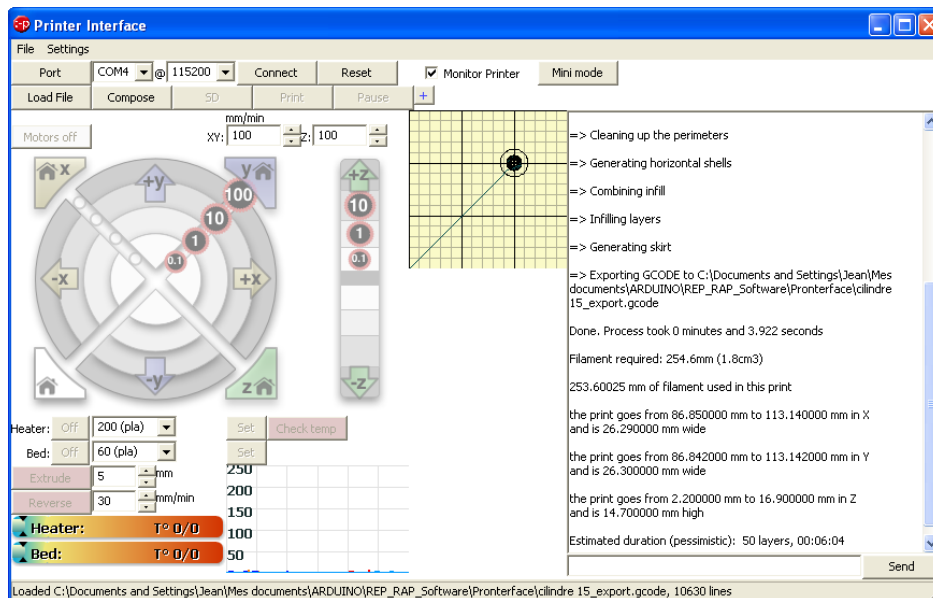 Printer Interface
File Settings
Port COM4 @ 115200 Connect Reset Monitor Printer Mini mode
Load File Compose SD Print Pause +
Motors off
mm/min
XY: 100 Z: 100
x
+y
y
100
10
1
0.1
-x
+x
-y
z
+z
10
1
0.1
-z
=> Cleaning up the perimeters
=> Generating horizontal shells
=> Combining infill
=> Infilling layers
=> Generating skirt
=> Exporting GCODE to C:\Documents and Settings\Jean\Mes
documents\ARDUINO\REP_RAP_Software\Pronterface\cilindre
15_export.gcode
Done. Process took 0 minutes and 3.922 seconds
Filament required: 254.6mm (1.8cm3)
253.60025 mm of filament used in this print
the print goes from 86.850000 mm to 113.140000 mm in X
and is 26.290000 mm wide
the print goes from 86.842000 mm to 113.142000 mm in Y
and is 26.300000 mm wide
the print goes from 2.200000 mm to 16.900000 mm in Z
and is 14.700000 mm high
Estimated duration (pessimistic): 50 layers, 00:06:04
Send
Heater: Off 200 (pla) Set Check temp
Bed: Off 60 (pla) Set
Extrude 5 mm
Reverse 30 mm/min
Heater: T° 0/0
Bed: T° 0/0
250
200
150
100
50
Loaded C:\Documents and Settings\Jean\Mes documents\ARDUINO\REP_RAP_Software\Pronterface\cilindre 15_export.gcode, 10630 lines